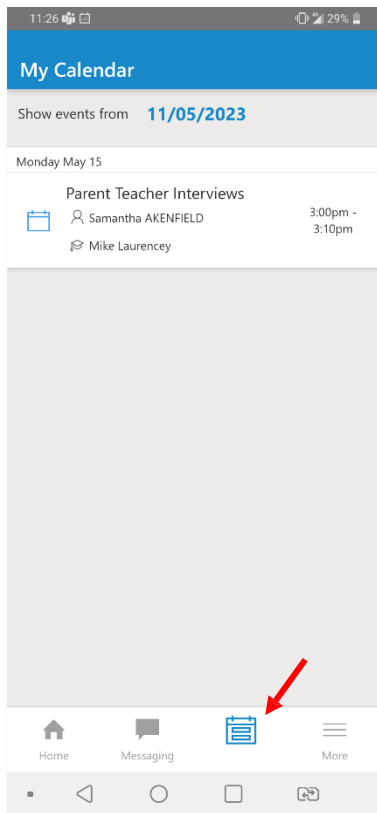 11:26 29%
My Calendar
Show events from 11/05/2023
Monday May 15
Parent Teacher Interviews
Samantha AKENFIELD
3:00pm -
3:10pm
Mike Laurencey
Home Messaging More